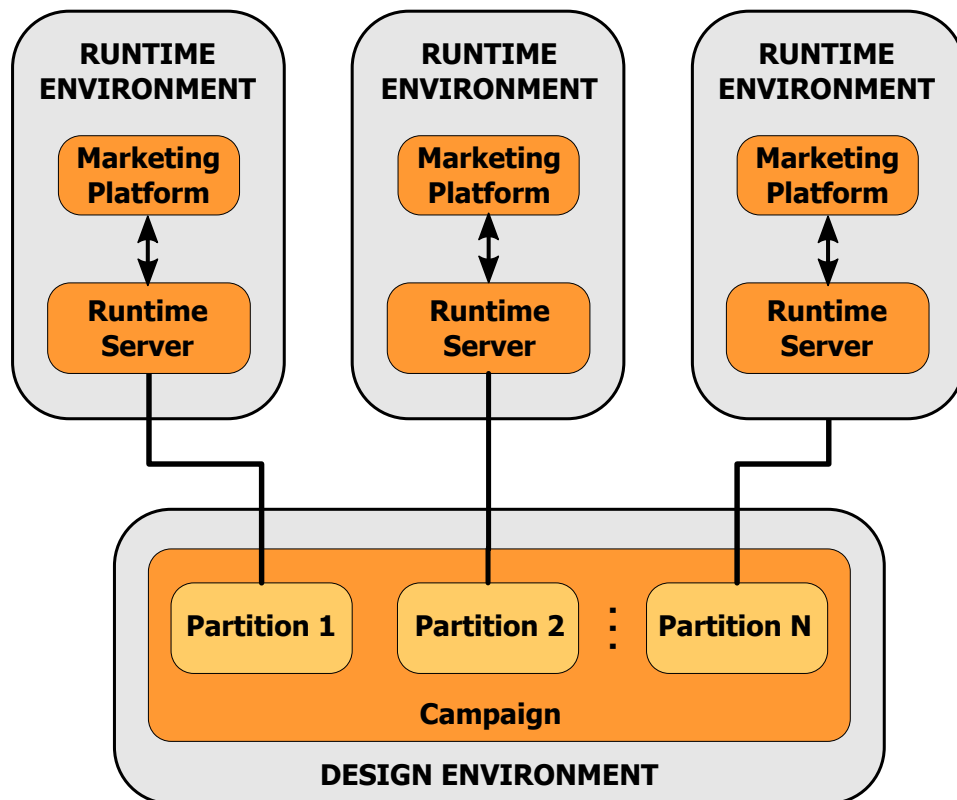 RUNTIME
ENVIRONMENT
Marketing
Platform
Runtime
Server
RUNTIME
ENVIRONMENT
Marketing
Platform
Runtime
Server
RUNTIME
ENVIRONMENT
Marketing
Platform
Runtime
Server
Partition 1
Partition 2
Partition N
Campaign
DESIGN ENVIRONMENT